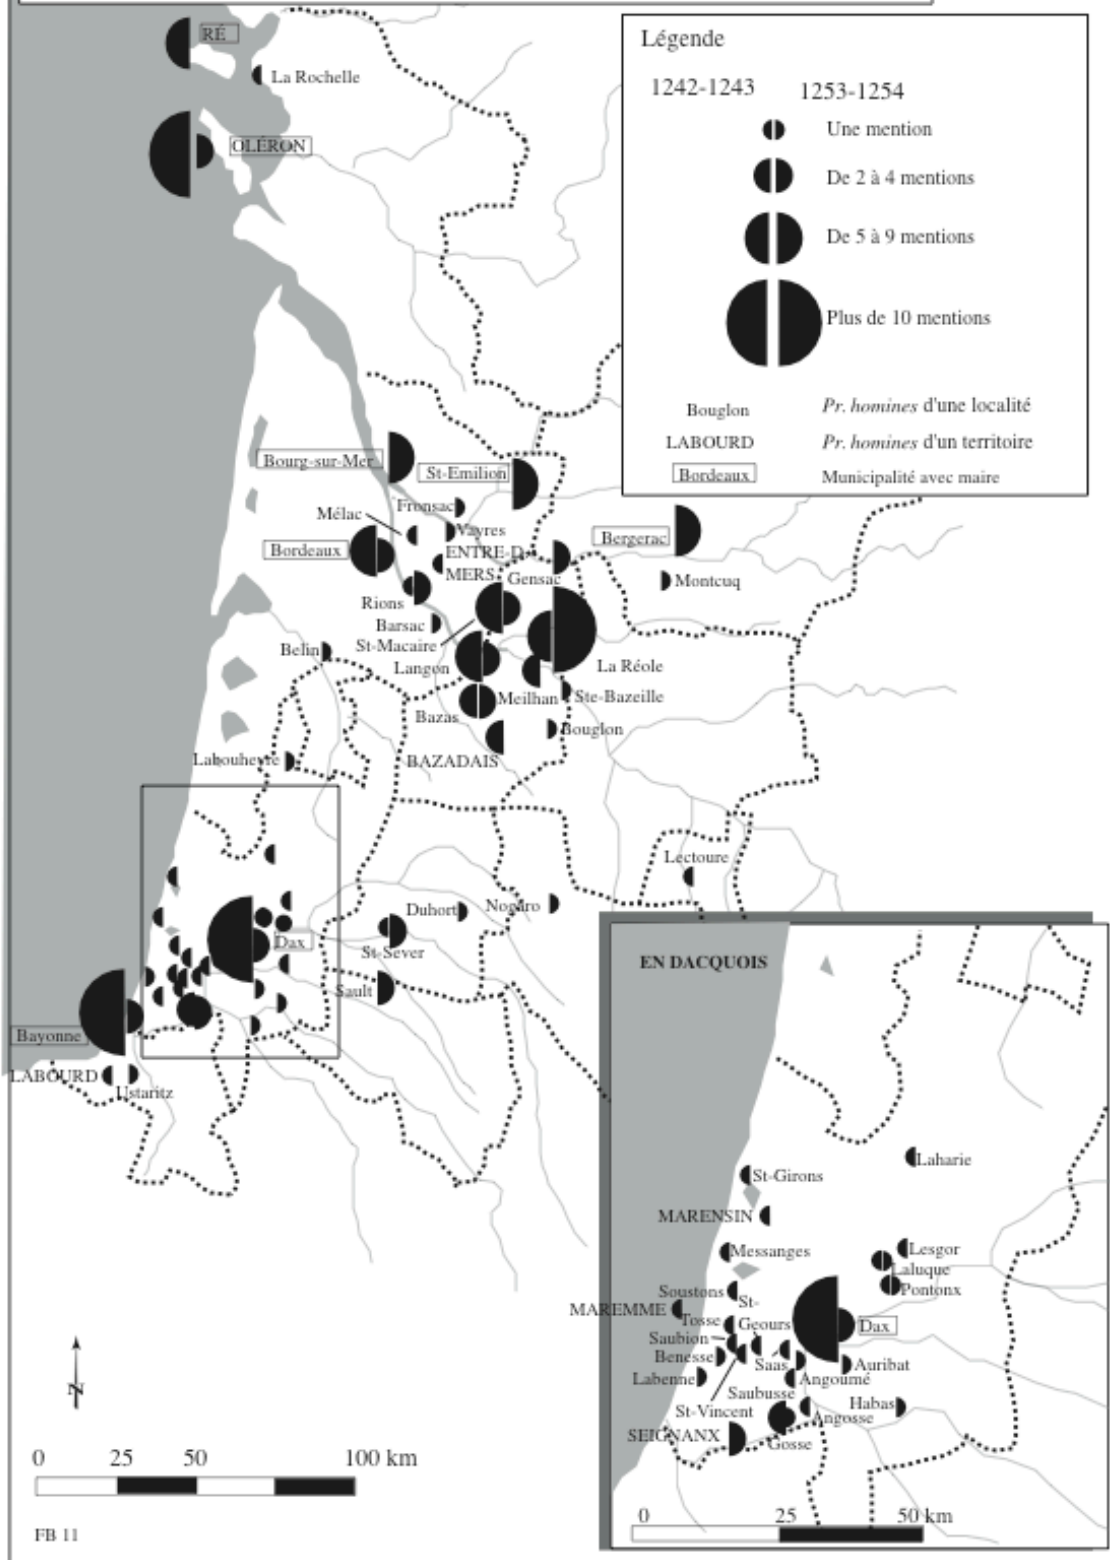 RÉ
La Rochelle
OLÉRON
Légende
1242-1243
1253-1254
Une mention
De 2 à 4 mentions
De 5 à 9 mentions
Plus de 10 mentions
Bouglon
Pr. homines d'une localité
LABOURD
Pr. homines d'un territoire
Bordeaux
Municipalité avec maire
Bourg-sur-Mer
St-Emilion
Fronsac
Mélac
Vayres
Bordeaux
ENTRE-D-
MERS
Gensac
Bergerac
Montcuq
Rions
Barsac
St-Macaire
Langon
La Réole
Belin
Meilhan
Ste-Bazeille
Bazas
Bouglon
BAZADAIS
Labouheyre
Lectoure
Duhort
Nogaro
Dax
St-Sever
Sault
Bayonne
LABOURD
Ustaritz
EN DACQUOIS
Laharie
St-Girons
MARENSIN
Messanges
Lesgor
Laluque
Pontonx
Soustons
St-
Geours
MAREMME
Tosse
Dax
Saubion
Benesse
Saas
Auribat
Labenne
Angoumé
Saubusse
Habas
St-Vincent
Angosse
SEIGNANX
Gosse
N
0 25 50 100 km
0 25 50 km
FB 11